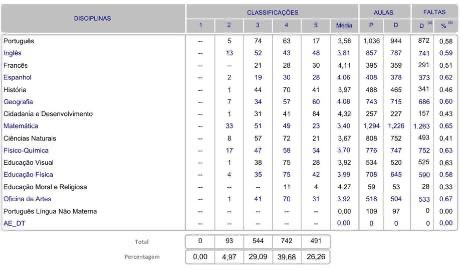 DISCIPLINAS CLASSIFICAÇÕES AULAS FALTAS
1 2 3 4 5 Média P D D (a) % (b)
Português -- 5 74 63 17 3,58 1.036 944 872 0,58
Inglês -- 13 52 43 48 3,81 857 787 741 0,59
Francês -- -- 21 28 30 4,11 395 359 291 0,51
Espanhol -- 2 19 30 28 4,06 408 378 373 0,62
História -- 1 44 70 41 3,97 488 465 341 0,46
Geografia -- 7 34 57 60 4,08 743 715 686 0,60
Cidadania e Desenvolvimento -- 1 31 41 84 4,32 257 228 157 0,43
Matemática -- 33 51 49 23 3,40 1,294 1,226 1.263 0,65
Ciências Naturais -- 8 57 72 21 3,67 808 752 493 0,41
Físico-Química -- 17 47 58 34 3,70 776 747 752 0,63
Educação Visual -- 1 38 75 28 3,92 534 520 525 0,63
Educação Física -- 4 35 75 42 3,99 708 645 590 0,58
Educação Moral e Religiosa -- -- -- 11 4 4,27 59 53 28 0,33
Oficina de Artes -- 1 41 70 31 3,92 518 504 533 0,67
Português Língua Não Materna -- -- -- -- -- 0,00 109 97 0 0,00
AE_DT -- -- -- -- -- 0,00 0 0 0 0,00
Total 0 93 544 742 491
Percentagem 0,00 4,97 29,09 39,68 26,26